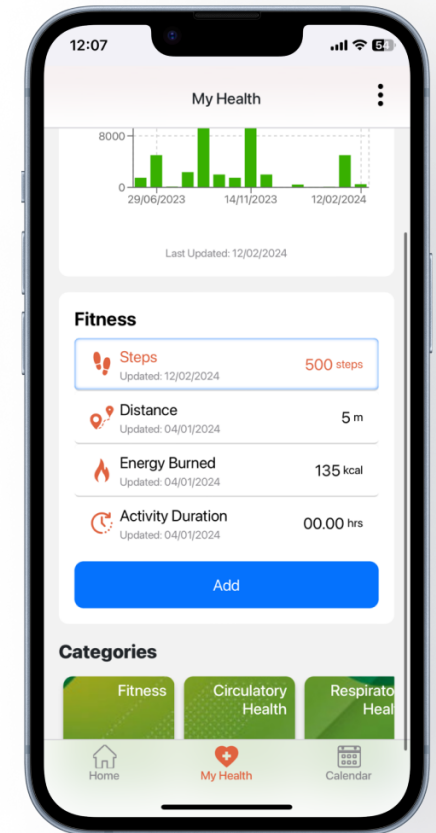 12:07
54
My Health
8000
0
29/06/2023 14/11/2023 12/02/2024
Last Updated: 12/02/2024
Fitness
Steps
Updated: 12/02/2024
500 steps
Distance
Updated: 04/01/2024
5 m
Energy Burned
Updated: 04/01/2024
135 kcal
Activity Duration
Updated: 04/01/2024
00.00 hrs
Add
Categories
Fitness
Circulatory
Health
Respirato
Heal
Home
My Health
Calendar